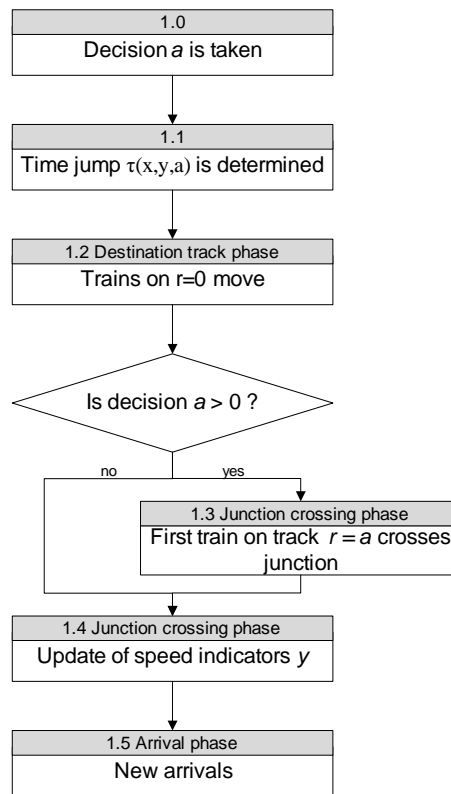 1.0
Decision a is taken
1.1
Time jump τ(x,y,a) is determined
1.2 Destination track phase
Trains on r=0 move
Is decision a > 0 ?
no
yes
1.3 Junction crossing phase
First train on track r = a crosses
junction
1.4 Junction crossing phase
Update of speed indicators y
1.5 Arrival phase
New arrivals